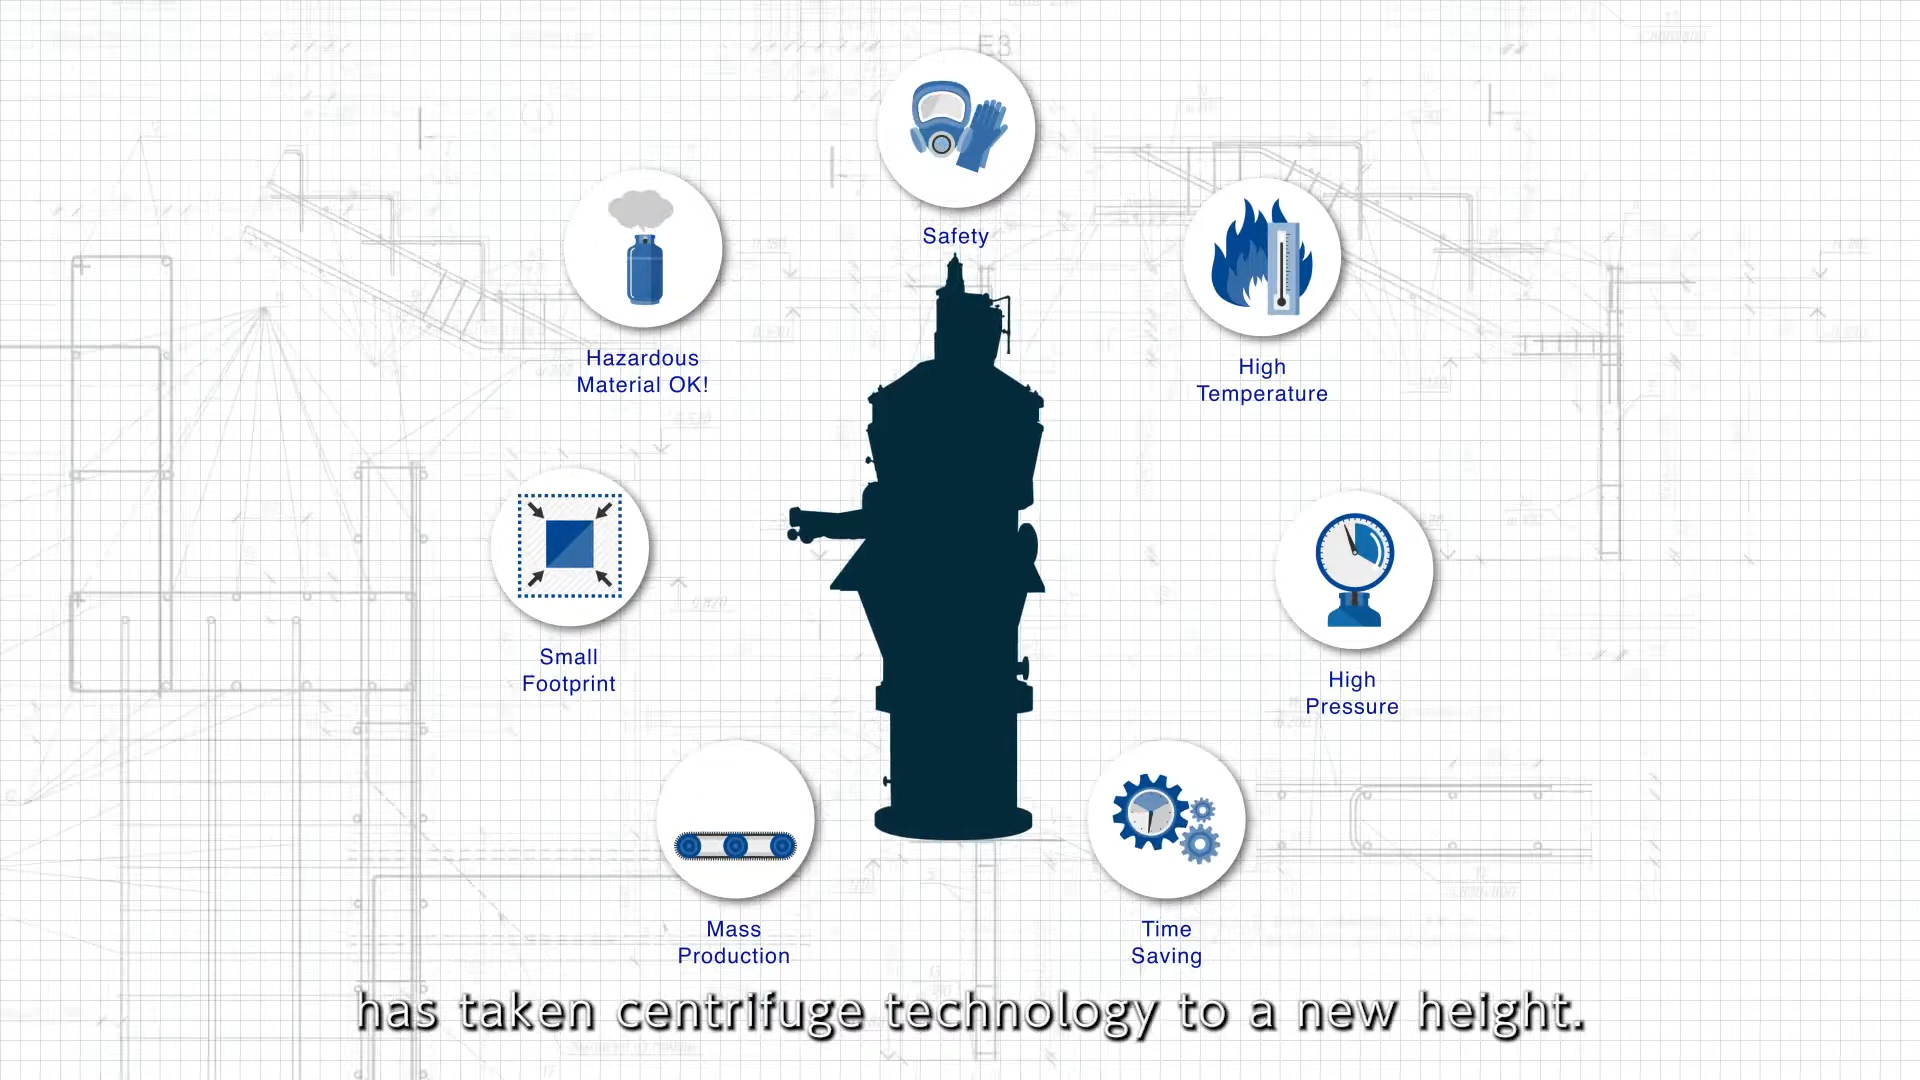 E3
Safety
Hazardous
Material OK!
High
Temperature
Small
Footprint
High
Pressure
Mass
Production
Time
Saving
has taken centrifuge technology to a new height.